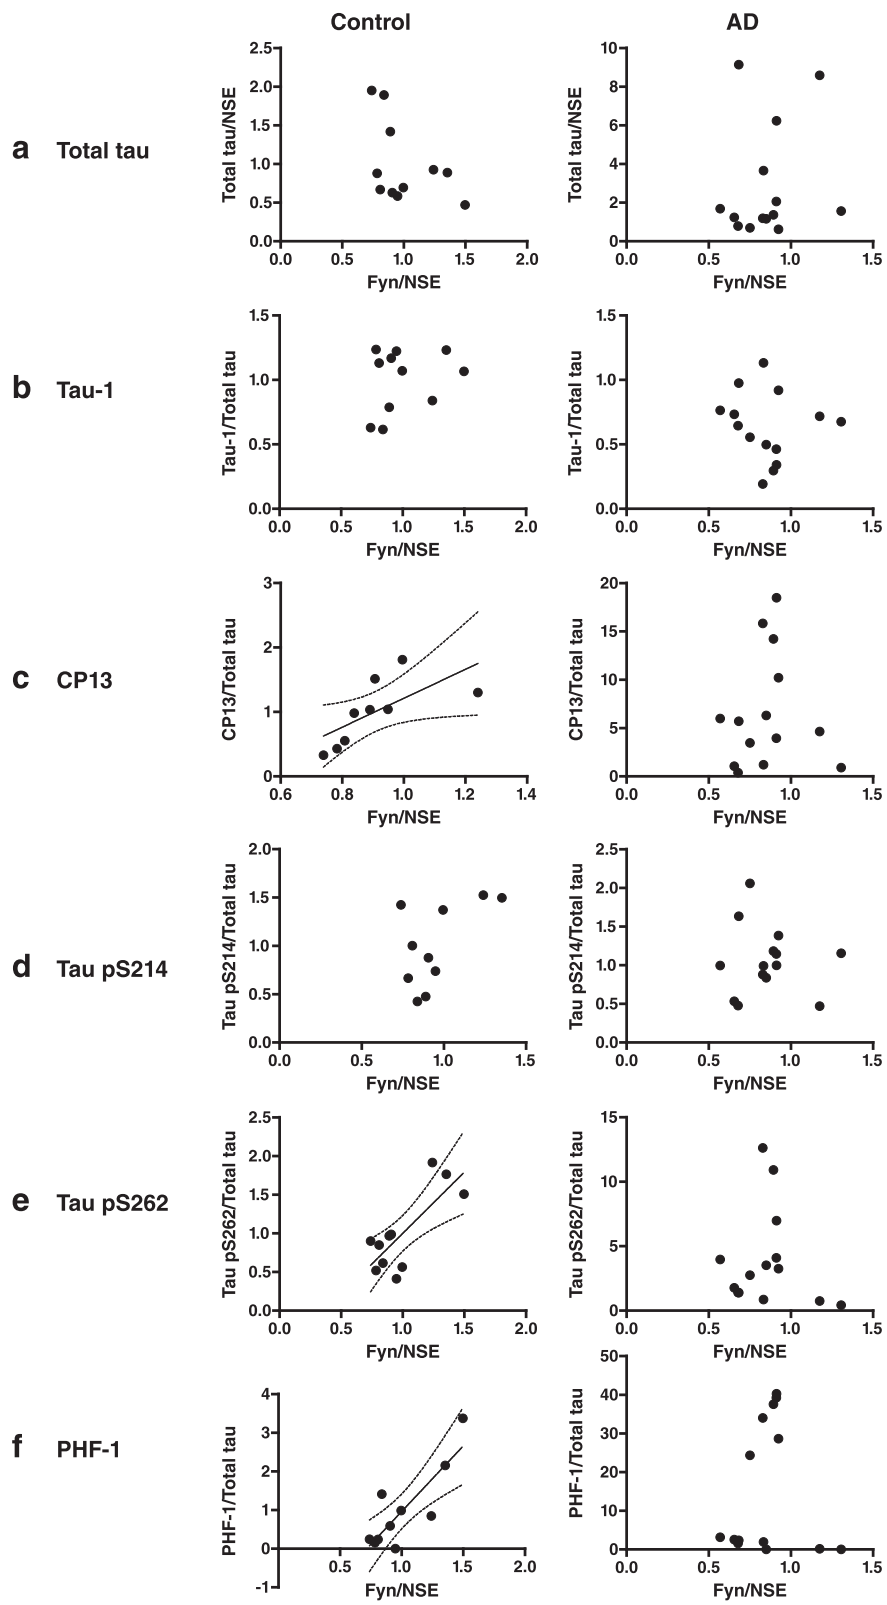 Control AD
a Total tau
Total tau/NSE
2.5
2.0
1.5
1.0
0.5
0.0
0.0 0.5 1.0 1.5 2.0
Fyn/NSE
Total tau/NSE
10
8
6
4
2
0
0.0 0.5 1.0 1.5
Fyn/NSE
b Tau-1
Tau-1/Total tau
1.5
1.0
0.5
0.0
0.0 0.5 1.0 1.5 2.0
Fyn/NSE
Tau-1/Total tau
1.5
1.0
0.5
0.0
0.0 0.5 1.0 1.5
Fyn/NSE
c CP13
CP13/Total tau
3
2
1
0
0.6 0.8 1.0 1.2 1.4
Fyn/NSE
CP13/Total tau
20
15
10
5
0
0.0 0.5 1.0 1.5
Fyn/NSE
d Tau pS214
Tau pS214/Total tau
2.0
1.5
1.0
0.5
0.0
0.0 0.5 1.0 1.5
Fyn/NSE
Tau pS214/Total tau
2.5
2.0
1.5
1.0
0.5
0.0
0.0 0.5 1.0 1.5
Fyn/NSE
e Tau pS262
Tau pS262/Total tau
2.5
2.0
1.5
1.0
0.5
0.0
0.0 0.5 1.0 1.5 2.0
Fyn/NSE
Tau pS262/Total tau
15
10
5
0
0.0 0.5 1.0 1.5
Fyn/NSE
f PHF-1
PHF-1/Total tau
4
3
2
1
0
-1
0.5 1.0 1.5 2.0
Fyn/NSE
PHF-1/Total tau
50
40
30
20
10
0
0.0 0.5 1.0 1.5
Fyn/NSE